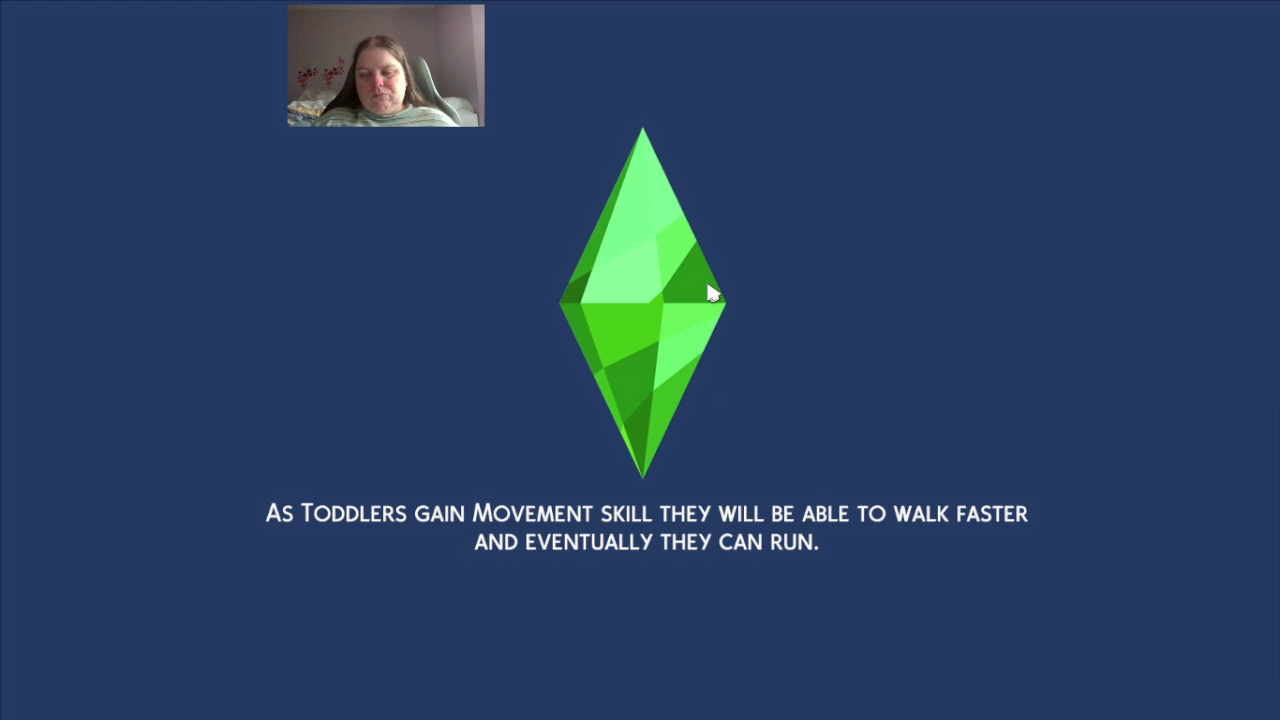 As Toddlers gain Movement skill they will be able to walk faster
and eventually they can run.